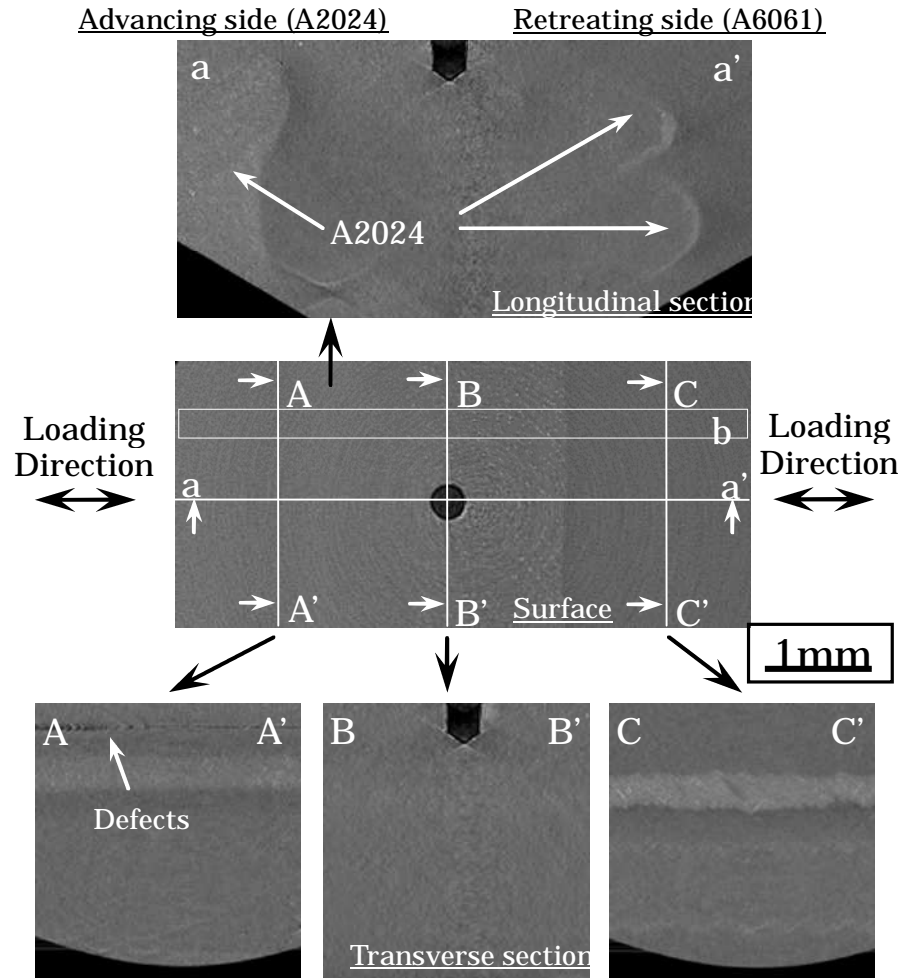 Advancing side (A2024)
Retreating side (A6061)
a
a’
A2024
Longitudinal section
A
B
C
b
Loading
Direction
Loading
Direction
a
a’
A’
B’
Surface
C’
1mm
A
A’
B
B’
C
C’
Defects
Transverse section